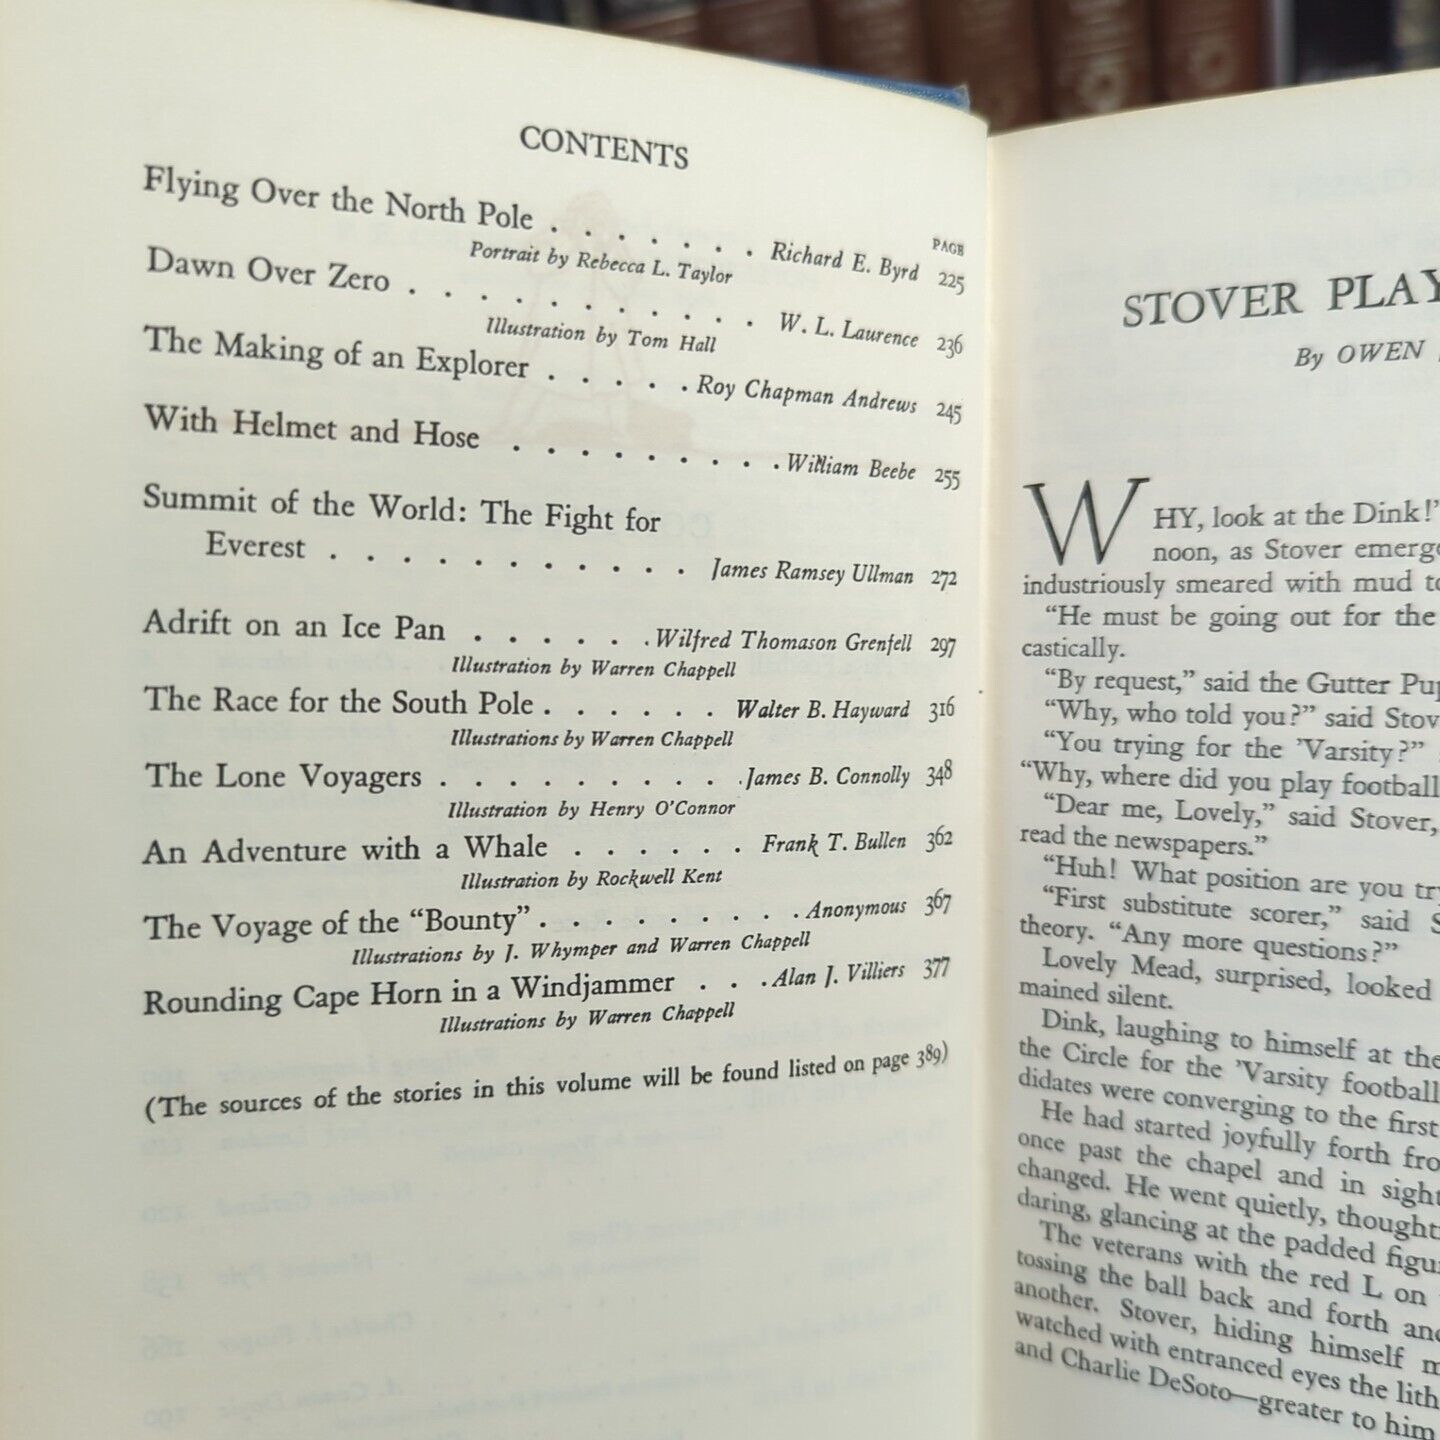 CONTENTS
PAGE
Flying Over the North Pole . . . . . . . Richard E. Byrd 225
Portrait by Rebecca L. Taylor
Dawn Over Zero . . . . . . . . . . W. L. Laurence 236
Illustration by Tom Hall
The Making of an Explorer . . . . . Roy Chapman Andrews 245
With Helmet and Hose . . . . . . . . . William Beebe 255
Summit of the World: The Fight for
Everest . . . . . . . . . . . James Ramsey Ullman 272
Adrift on an Ice Pan . . . . . . Wilfred Thomason Grenfell 297
Illustration by Warren Chappell
The Race for the South Pole . . . . . . Walter B. Hayward 316
Illustrations by Warren Chappell
The Lone Voyagers . . . . . . . . . James B. Connolly 348
Illustration by Henry O'Connor
An Adventure with a Whale . . . . . . Frank T. Bullen 362
Illustration by Rockwell Kent
The Voyage of the "Bounty" . . . . . . . . . Anonymous 367
Illustrations by J. Whymper and Warren Chappell
Rounding Cape Horn in a Windjammer . . . Alan J. Villiers 377
Illustrations by Warren Chappell
(The sources of the stories in this volume will be found listed on page 389)
STOVER PLAY
By OWEN
WHY, look at the Dink!"
noon, as Stover emerge
industriously smeared with mud to
"He must be going out for the
castically.
"By request," said the Gutter Pup
"Why, who told you?" said Stov
"You trying for the 'Varsity?"
"Why, where did you play football
"Dear me, Lovely," said Stover,
read the newspapers."
"Huh! What position are you try
"First substitute scorer," said S
theory. "Any more questions?"
Lovely Mead, surprised, looked
mained silent.
Dink, laughing to himself at the
the Circle for the 'Varsity football
didates were converging to the first
He had started joyfully forth fro
once past the chapel and in sight
changed. He went quietly, thought
daring, glancing at the padded figu
The veterans with the red L on
tossing the ball back and forth and
another. Stover, hiding himself m
watched with entranced eyes the lith
and Charlie DeSoto—greater to him